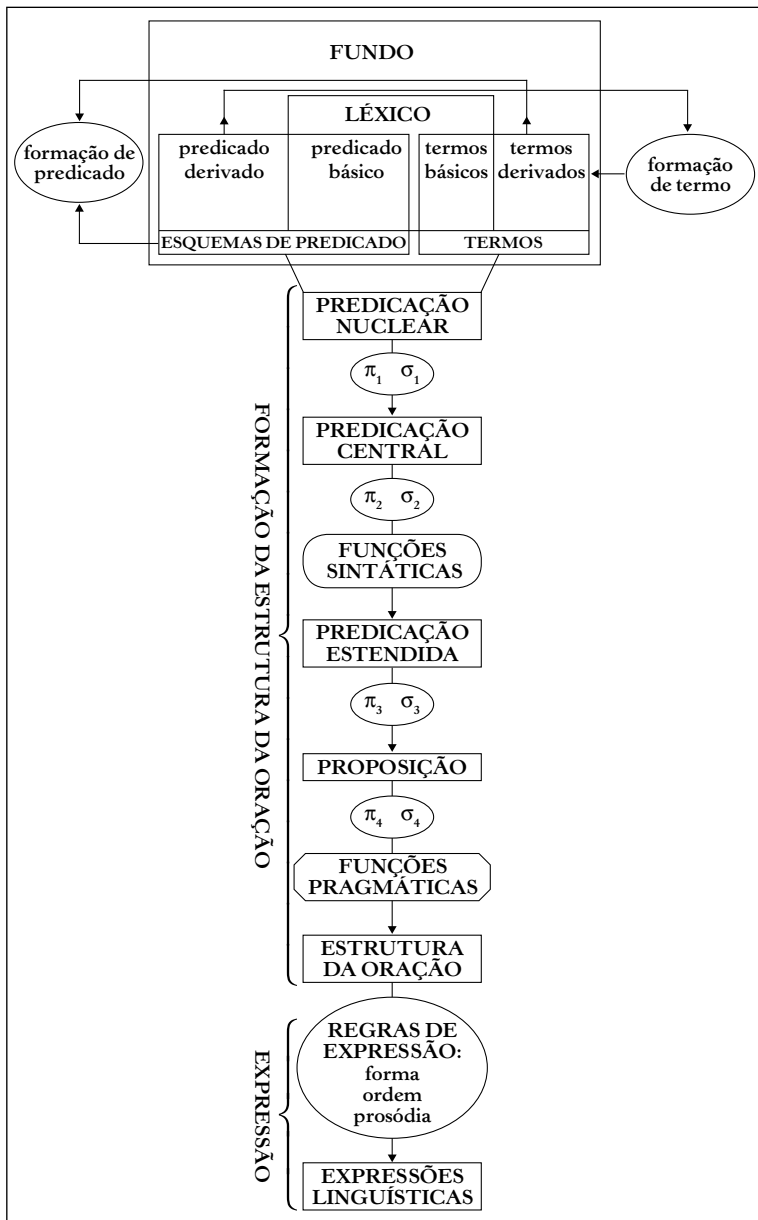 FUNDO
LÉXICO
formação de
predicado
predicado
derivado
predicado
básico
termos
básicos
termos
derivados
formação
de termo
ESQUEMAS DE PREDICADO
TERMOS
FORMAÇÃO DA ESTRUTURA DA ORAÇÃO
PREDICAÇÃO
NUCLEAR
π₁ σ₁
PREDICAÇÃO
CENTRAL
π₂ σ₂
FUNÇÕES
SINTÁTICAS
PREDICAÇÃO
ESTENDIDA
π₃ σ₃
PROPOSIÇÃO
π₄ σ₄
FUNÇÕES
PRAGMÁTICAS
ESTRUTURA
DA ORAÇÃO
EXPRESSÃO
REGRAS DE
EXPRESSÃO:
forma
ordem
prosódia
EXPRESSÕES
LINGUÍSTICAS